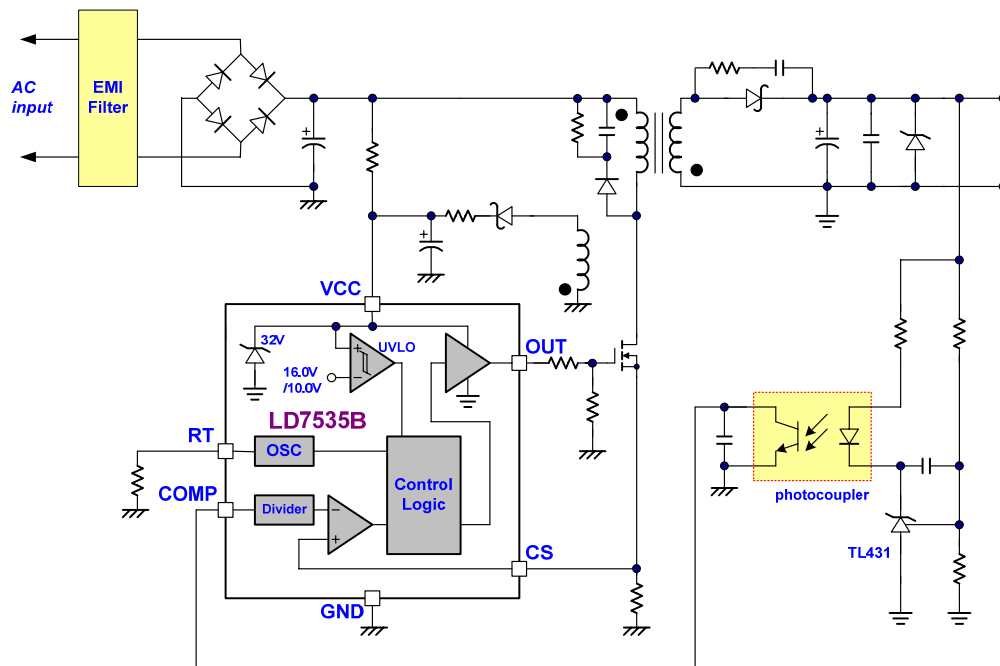 AC
input
EMI
Filter
+
+
+
VCC
32V
+
UVLO
−
16.0V
/10.0V
OUT
LD7535B
RT
OSC
COMP
Divider
−
+
Control
Logic
CS
GND
photocoupler
TL431